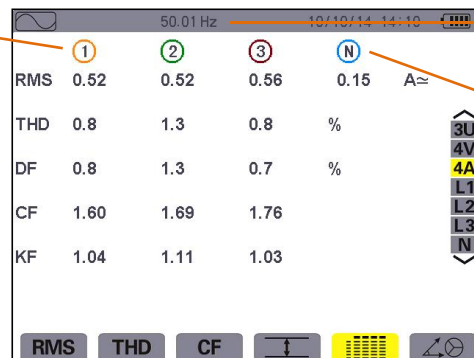 50.01 Hz 10/10/14 14:10
1 2 3 N
RMS 0.52 0.52 0.56 0.15 A≃
THD 0.8 1.3 0.8 %
3U
4V
DF 0.8 1.3 0.7 %
4A
L1
CF 1.60 1.69 1.76
L2
L3
N
KF 1.04 1.11 1.03
RMS THD CF